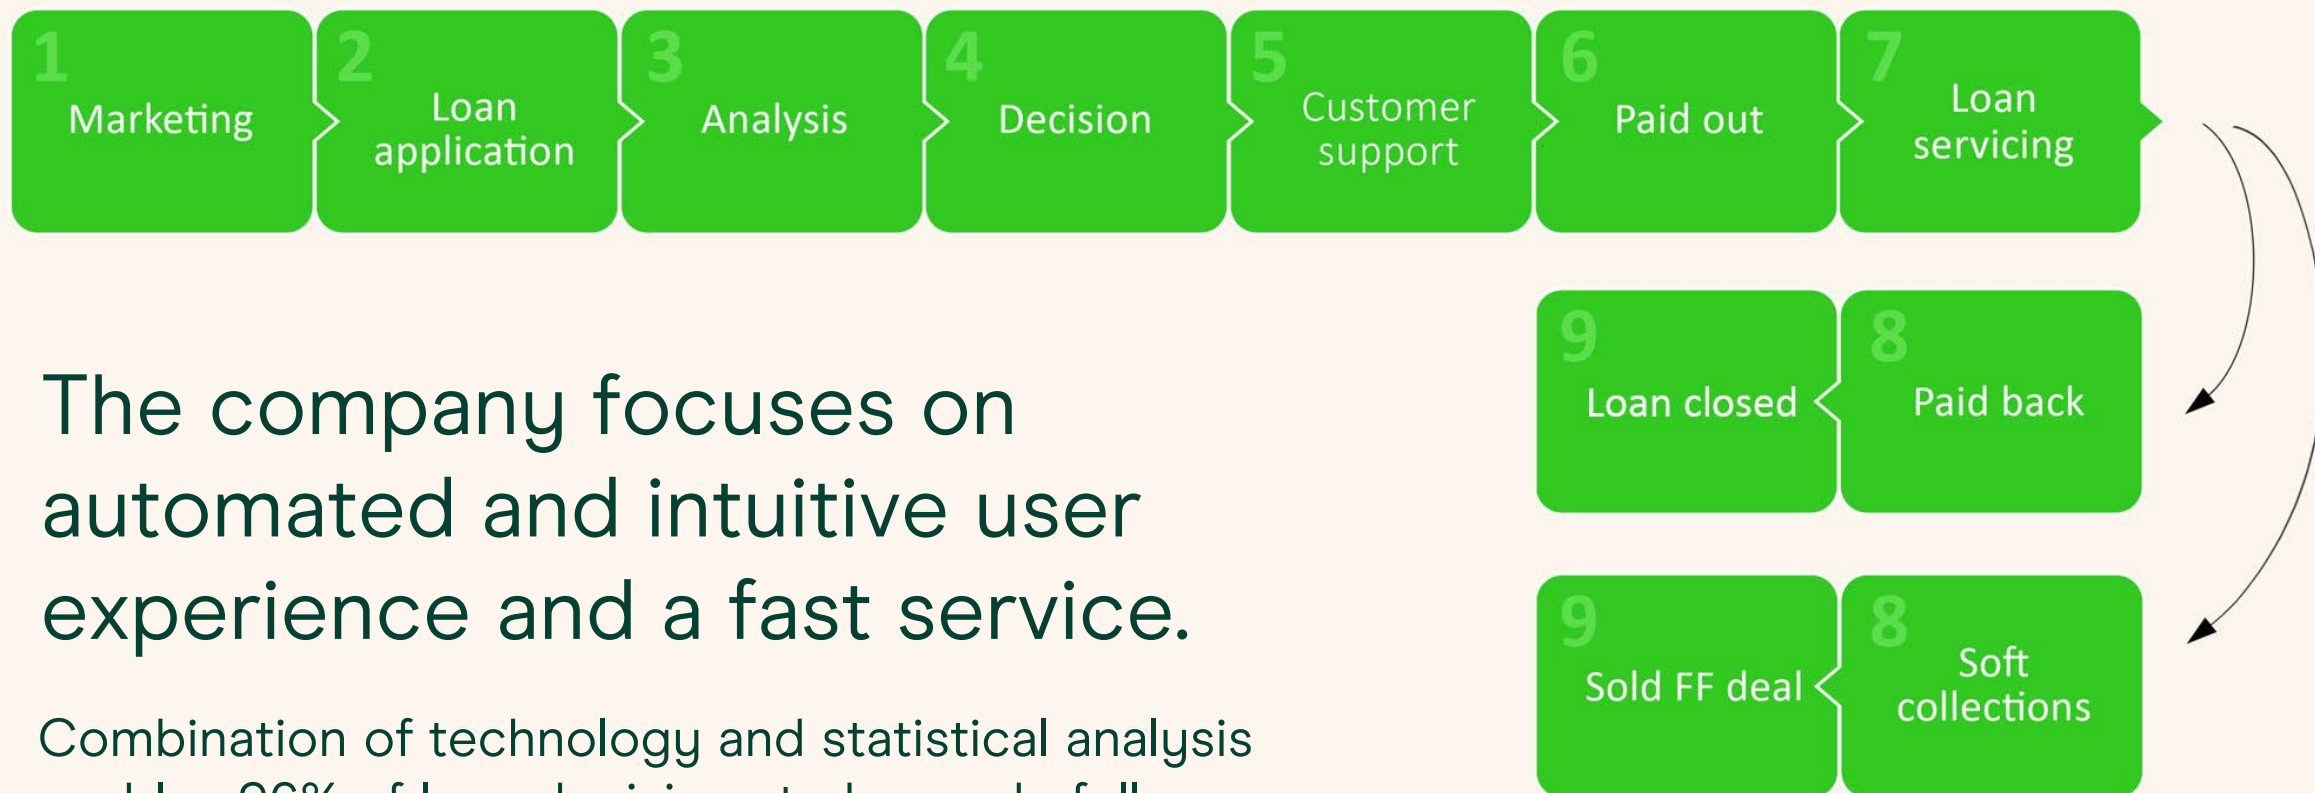 1
Marketing
2
Loan
application
3
Analysis
4
Decision
5
Customer
support
6
Paid out
7
Loan
servicing
9
Loan closed
8
Paid back
The company focuses on
automated and intuitive user
experience and a fast service.
9
Sold FF deal
8
Soft
collections
Combination of technology and statistical analysis